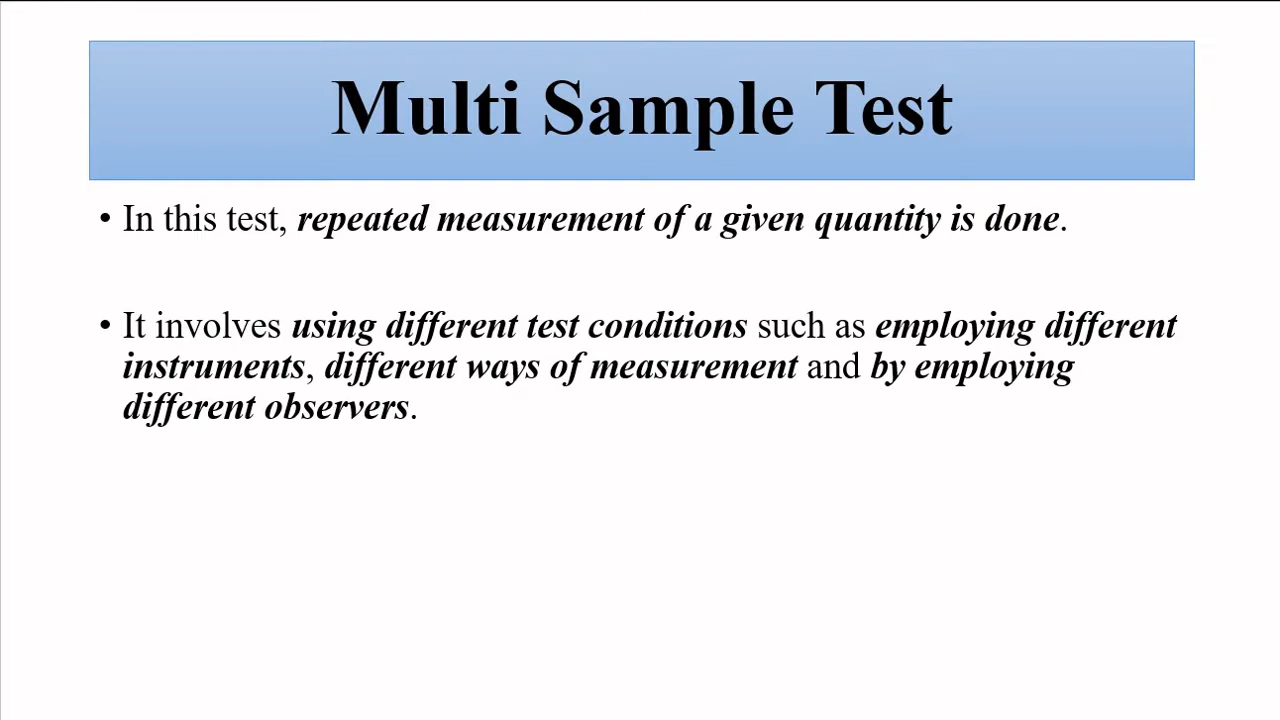 Multi Sample Test
• In this test, repeated measurement of a given quantity is done.
• It involves using different test conditions such as employing different
instruments, different ways of measurement and by employing
different observers.